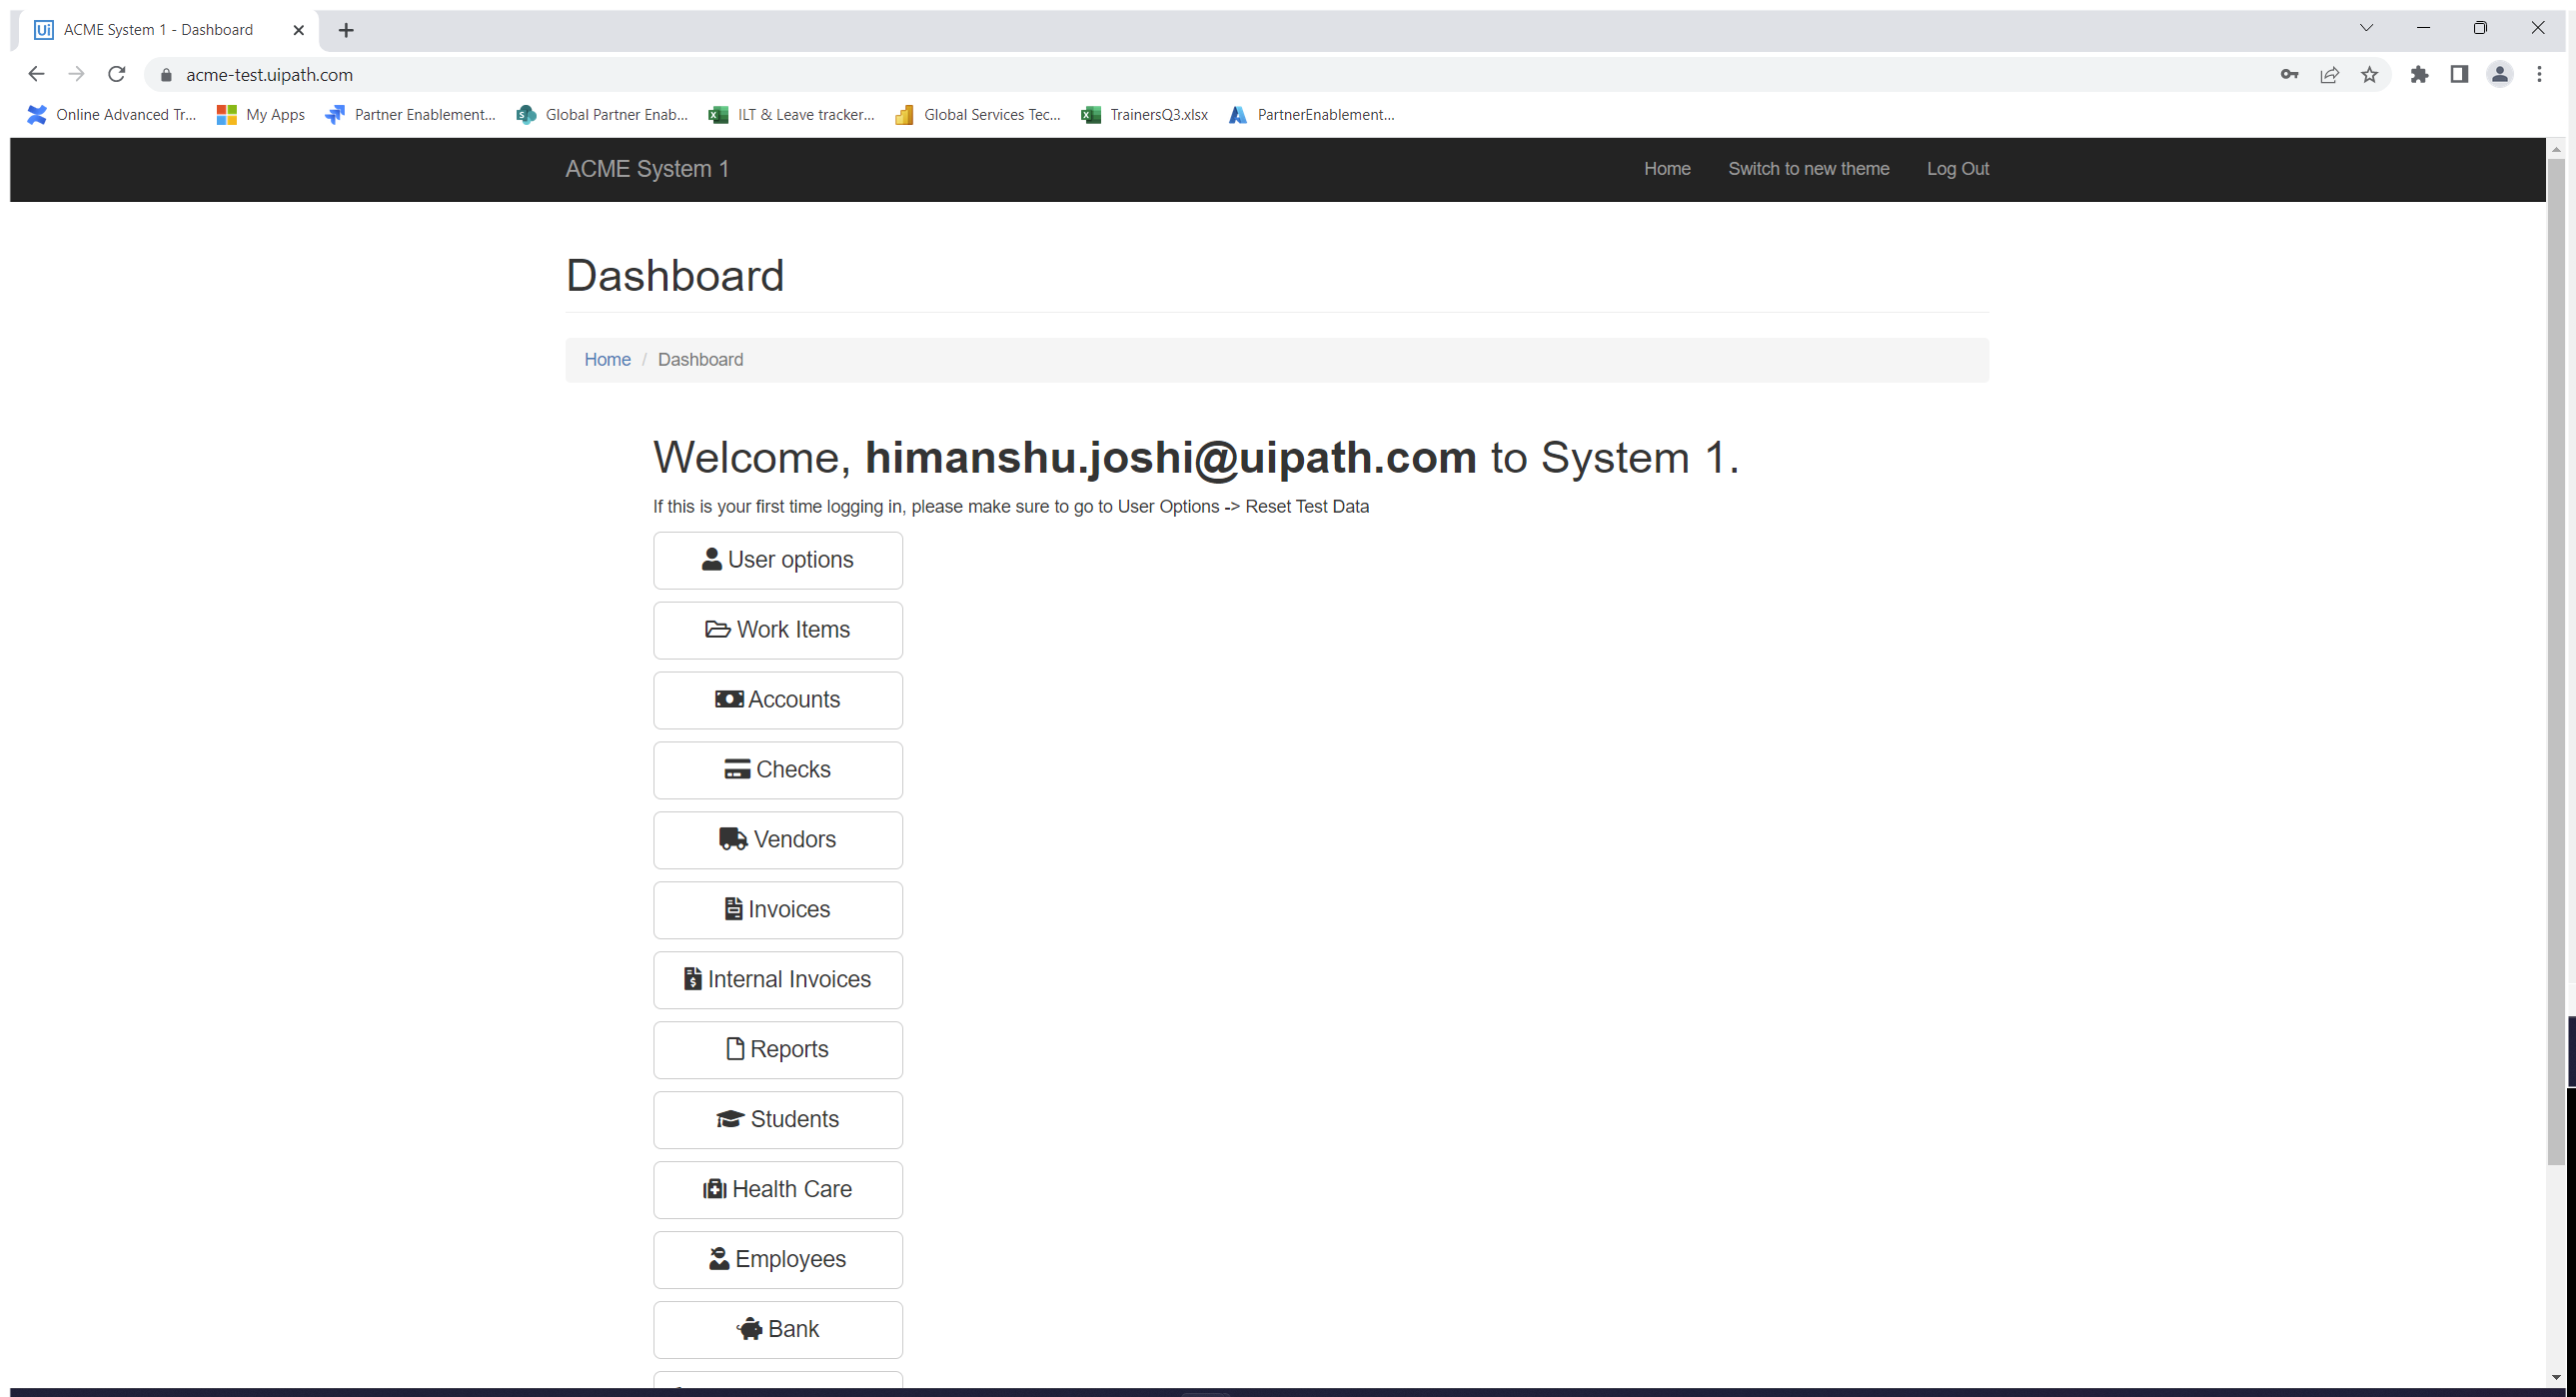 Ui ACME System 1 - Dashboard
acme-test.uipath.com
Online Advanced Tr... My Apps Partner Enablement... Global Partner Enab... ILT & Leave tracker... Global Services Tec... TrainersQ3.xlsx PartnerEnablement...
ACME System 1 Home Switch to new theme Log Out
Dashboard
Home / Dashboard
Welcome, himanshu.joshi@uipath.com to System 1.
If this is your first time logging in, please make sure to go to User Options -> Reset Test Data
User options
Work Items
Accounts
Checks
Vendors
Invoices
Internal Invoices
Reports
Students
Health Care
Employees
Bank